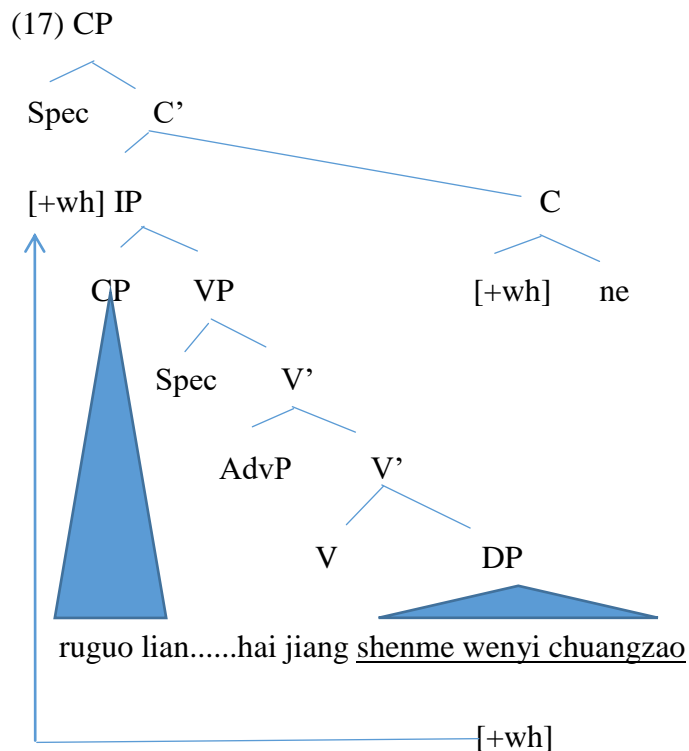 (17) CP
Spec C’
[+wh] IP C
CP VP [+wh] ne
Spec V’
AdvP V’
V DP
ruguo lian......hai jiang shenme wenyi chuangzao
[+wh]